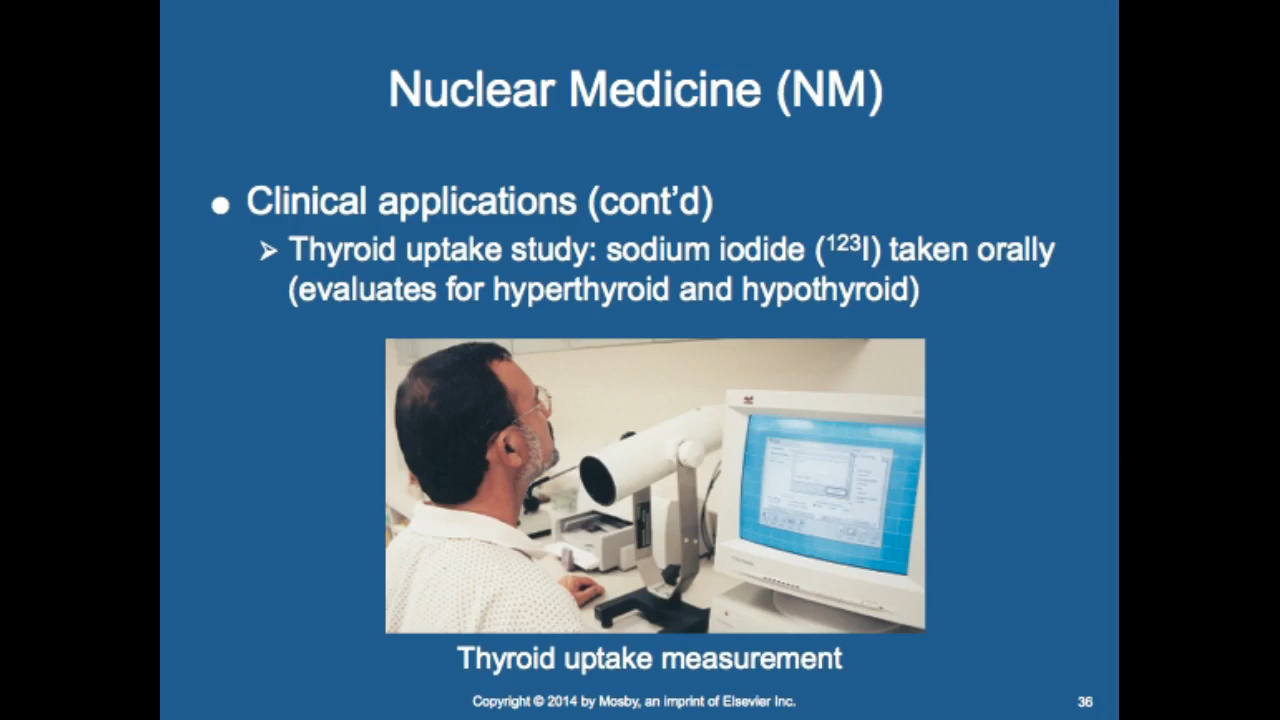 Nuclear Medicine (NM)
● Clinical applications (cont’d)
➢ Thyroid uptake study: sodium iodide (¹²³I) taken orally
(evaluates for hyperthyroid and hypothyroid)
Thyroid uptake measurement
Copyright © 2014 by Mosby, an imprint of Elsevier Inc.
36